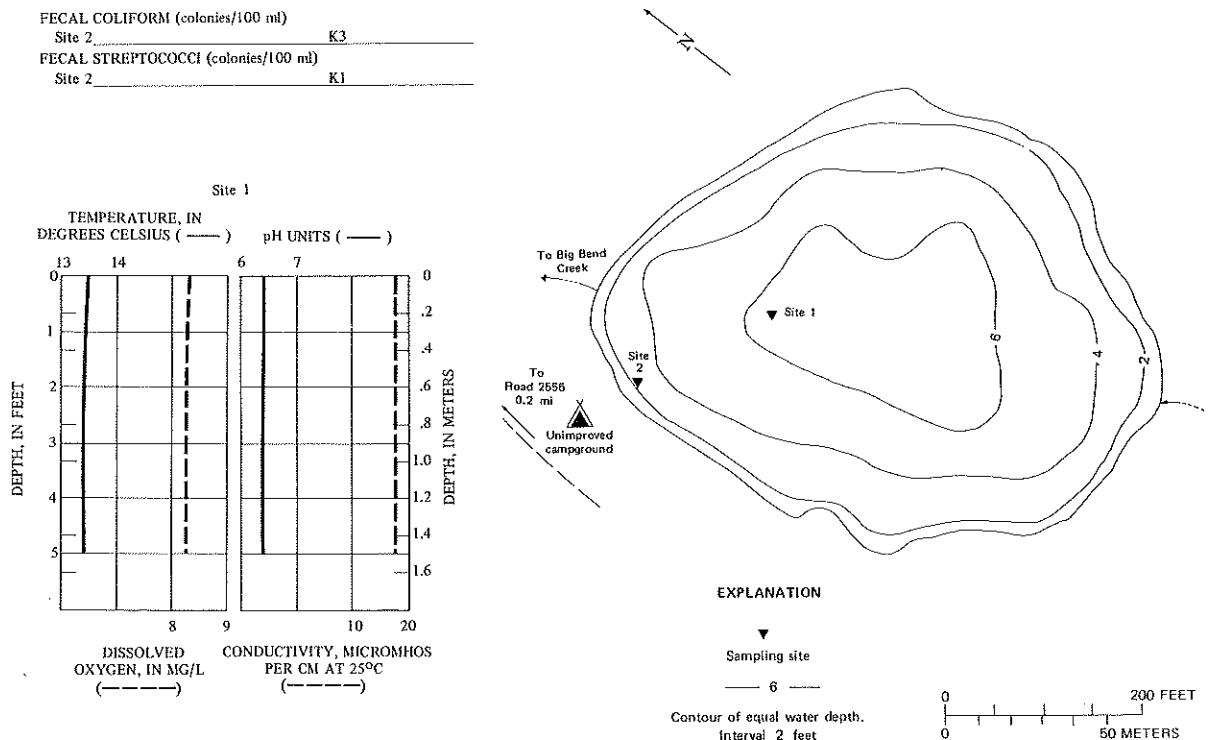 FECAL COLIFORM (colonies/100 ml)
Site 2 K3
FECAL STREPTOCOCCI (colonies/100 ml)
Site 2 K1
Site 1
TEMPERATURE, IN
DEGREES CELSIUS ( —— )
pH UNITS ( —— )
13 14
6 7
0
1
2
3
4
5
DEPTH, IN FEET
0
.2
.4
.6
.8
1.0
1.2
1.4
1.6
DEPTH, IN METERS
8 9
10 20
DISSOLVED
OXYGEN, IN MG/L
(— — — — —)
CONDUCTIVITY, MICROMHOS
PER CM AT 25°C
(— — — — —)
N
To Big Bend
Creek
Site 1
Site
2
To
Road 2656
0.2 mi
Unimproved
campground
6
4
2
EXPLANATION
Sampling site
—— 6 ——
Contour of equal water depth.
Interval 2 feet
0 200 FEET
0 50 METERS